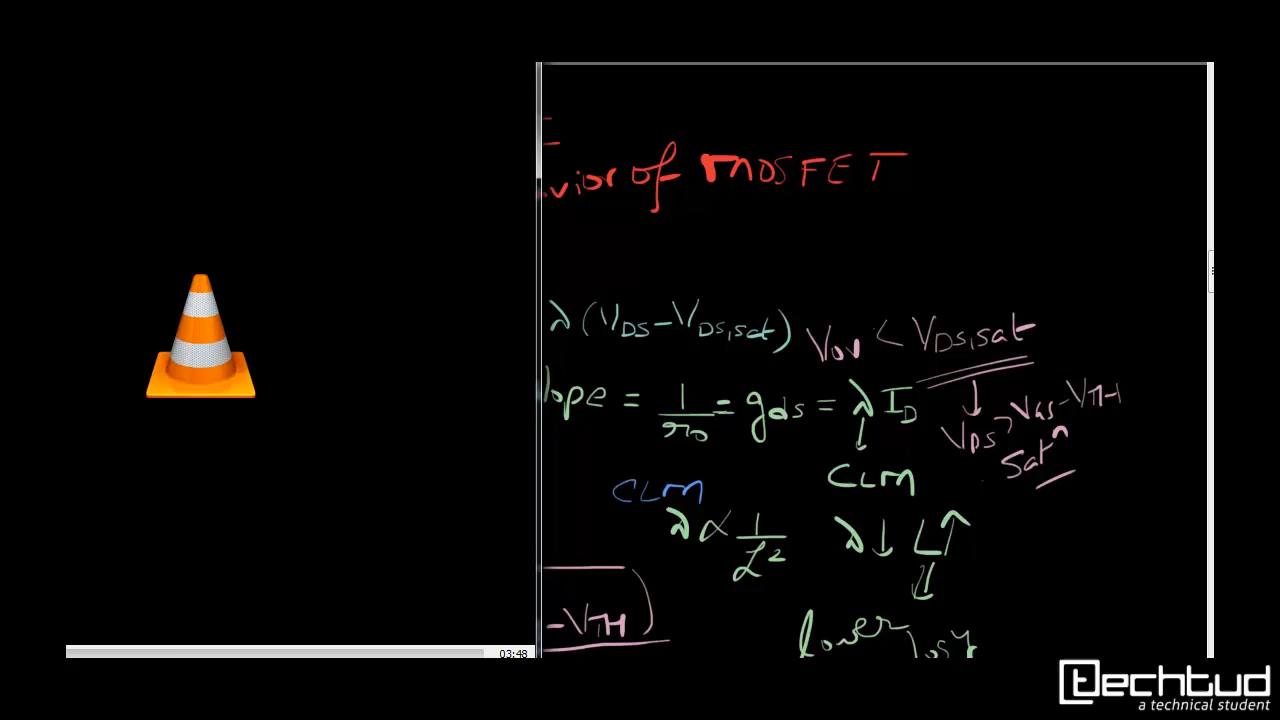 vior of MOSFET
λ(VDS-VDS,sat) Vov < VDS,sat
lope = 1/ro = gds = λID
VDS > VGS-VTH
Sat^n
CLM
CLM
λ ∝ 1/L² λ↓ L↑
-VTH)
lower
03:48
techtud
a technical student